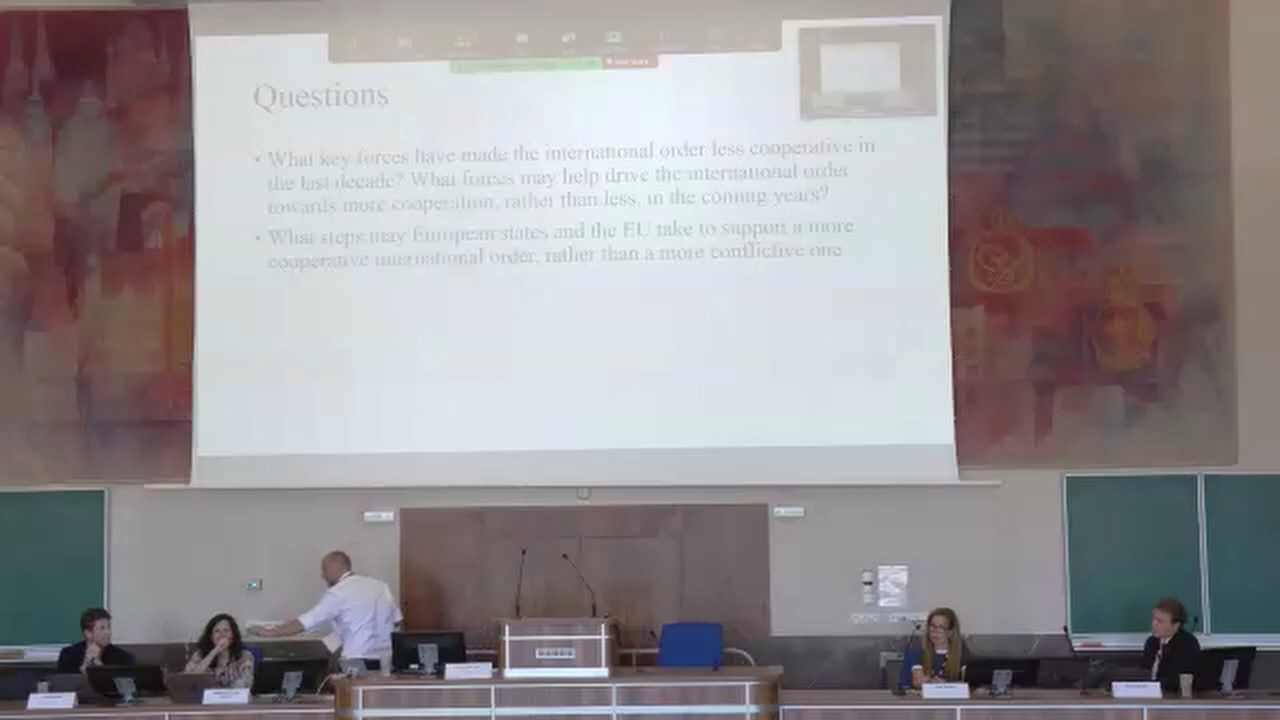 Questions
• What key forces have made the international order less cooperative in
the last decade? What forces may help drive the international order
towards more cooperation, rather than less, in the coming years?
• What steps may European states and the EU take to support a more
cooperative international order, rather than a more conflictive one